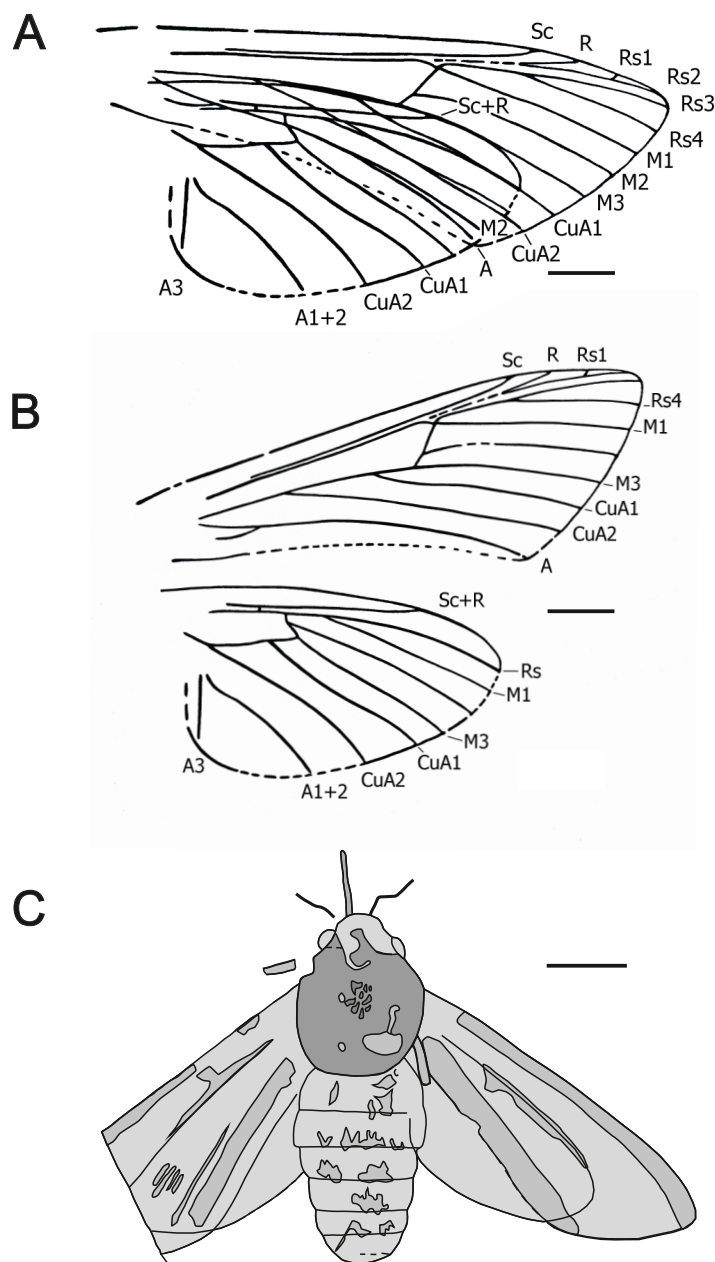 A
Sc
R
Rs1
Rs2
Rs3
Sc+R
Rs4
M1
M2
M3
M2
CuA1
CuA2
A
CuA1
A3
CuA2
A1+2
B
Sc R Rs1
Rs4
M1
M3
CuA1
CuA2
A
Sc+R
Rs
M1
M3
CuA1
A3
CuA2
A1+2
C